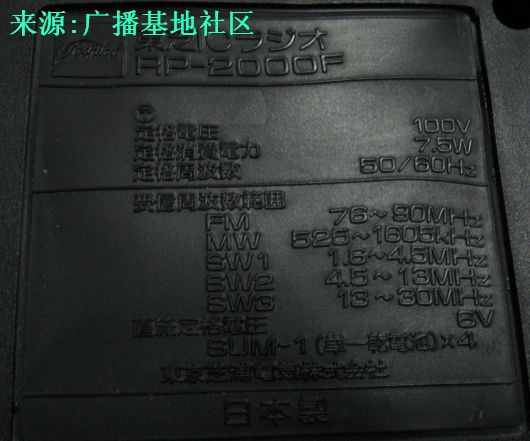 来源:广播基地社区
Toshiba
東芝ICラジオ
RP-2000F
〒
定格電圧 100V
定格消費電力 7.5W
定格周波数 50/60Hz
受信周波数範囲
FM 76~90MHz
MW 525~1605kHz
SW1 1.6~4.5MHz
SW2 4.5~13MHz
SW3 13~30MHz
直流定格電圧 6V
SUM-1(単一乾電池)×4
東京芝浦電気株式会社
日本製